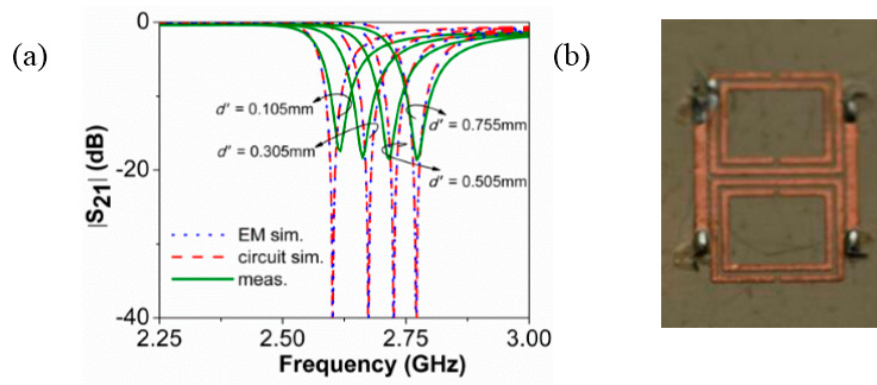 (a)
0
-20
-40
|S21| (dB)
d' = 0.105mm
d' = 0.305mm
d' = 0.755mm
d' = 0.505mm
EM sim.
circuit sim.
meas.
2.25
2.50
2.75
3.00
Frequency (GHz)
(b)